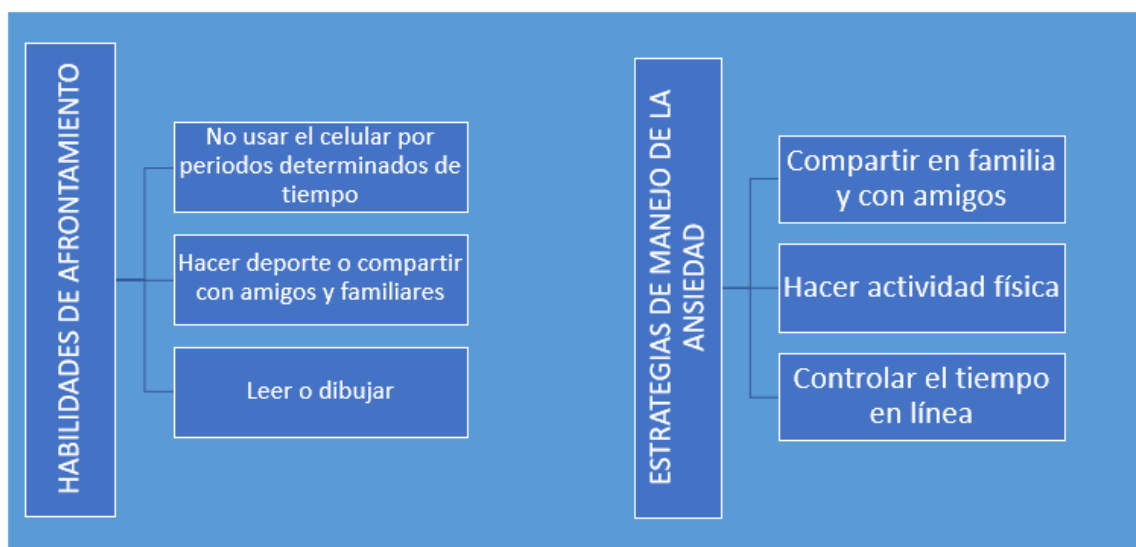 HABILIDADES DE AFRONTAMIENTO
No usar el celular por
periodos determinados de
tiempo
Hacer deporte o compartir
con amigos y familiares
Leer o dibujar
ESTRATEGIAS DE MANEJO DE LA
ANSIEDAD
Compartir en familia
y con amigos
Hacer actividad física
Controlar el tiempo
en línea